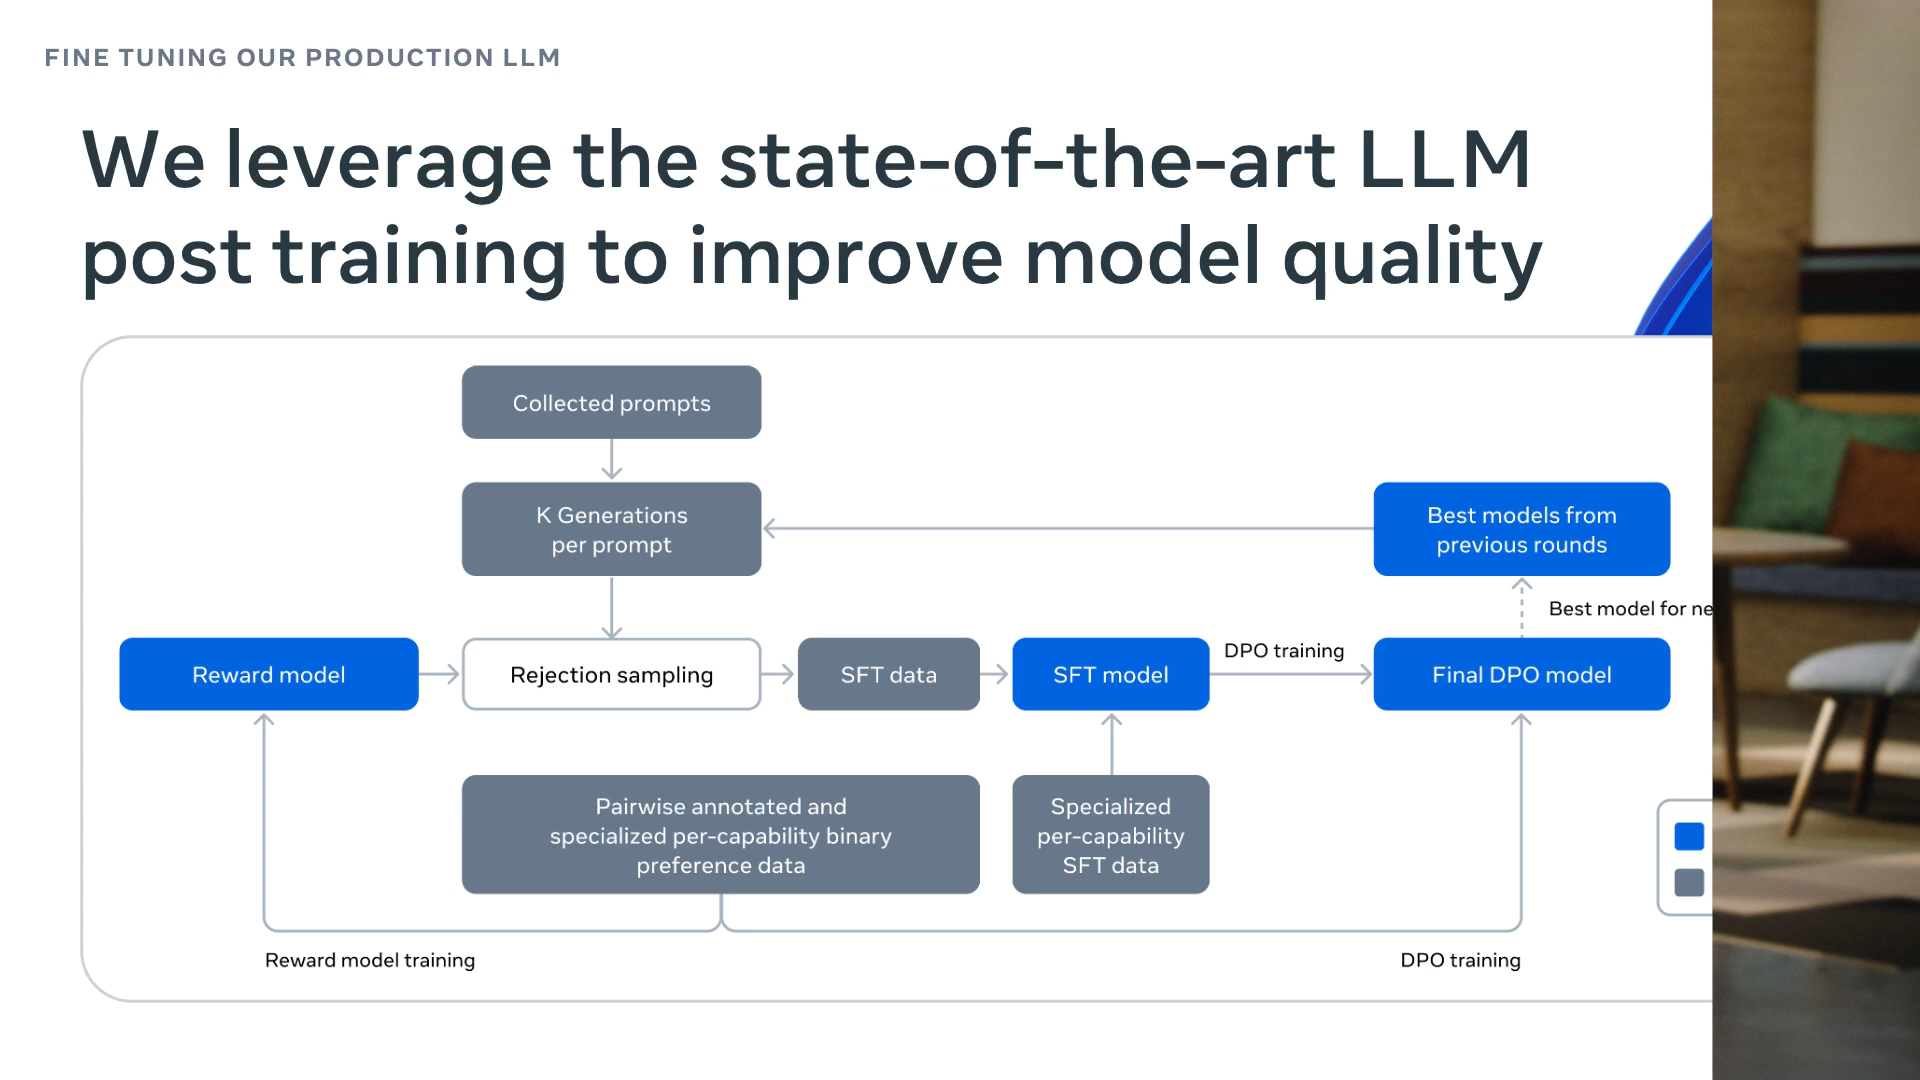 FINE TUNING OUR PRODUCTION LLM
We leverage the state-of-the-art LLM
post training to improve model quality
Collected prompts
K Generations
per prompt
Best models from
previous rounds
Best model for
Reward model
Rejection sampling
SFT data
SFT model
DPO training
Final DPO model
Pairwise annotated and
specialized per-capability binary
preference data
Specialized
per-capability
SFT data
Reward model training
DPO training